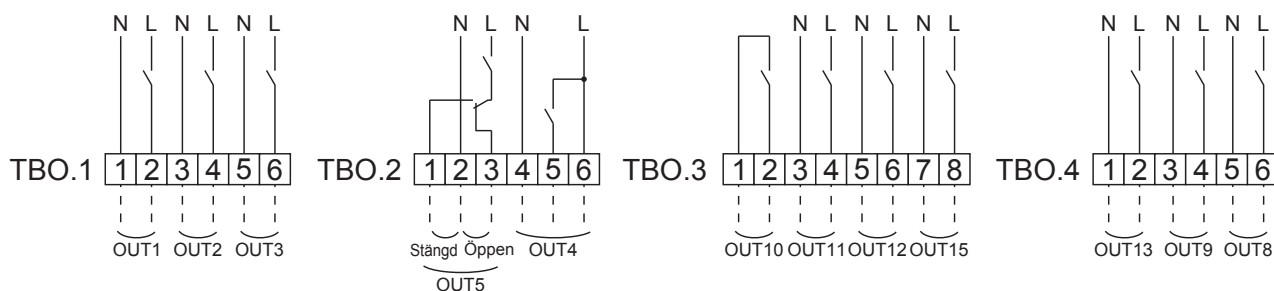 N L N L N L
N L N L
N L N L N L
N L N L N L
TBO.1 1 2 3 4 5 6
TBO.2 1 2 3 4 5 6
TBO.3 1 2 3 4 5 6 7 8
TBO.4 1 2 3 4 5 6
OUT1 OUT2 OUT3
Stängd Öppen OUT4
OUT5
OUT10 OUT11 OUT12 OUT15
OUT13 OUT9 OUT8